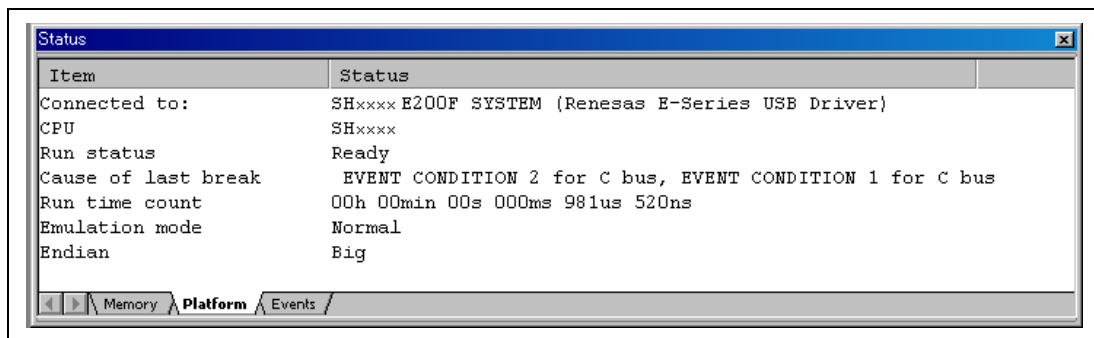 Status
Item Status
Connected to: SHxxxx E200F SYSTEM (Renesas E-Series USB Driver)
CPU SHxxxx
Run status Ready
Cause of last break EVENT CONDITION 2 for C bus, EVENT CONDITION 1 for C bus
Run time count 00h 00min 00s 000ms 981us 520ns
Emulation mode Normal
Endian Big
Memory Platform Events